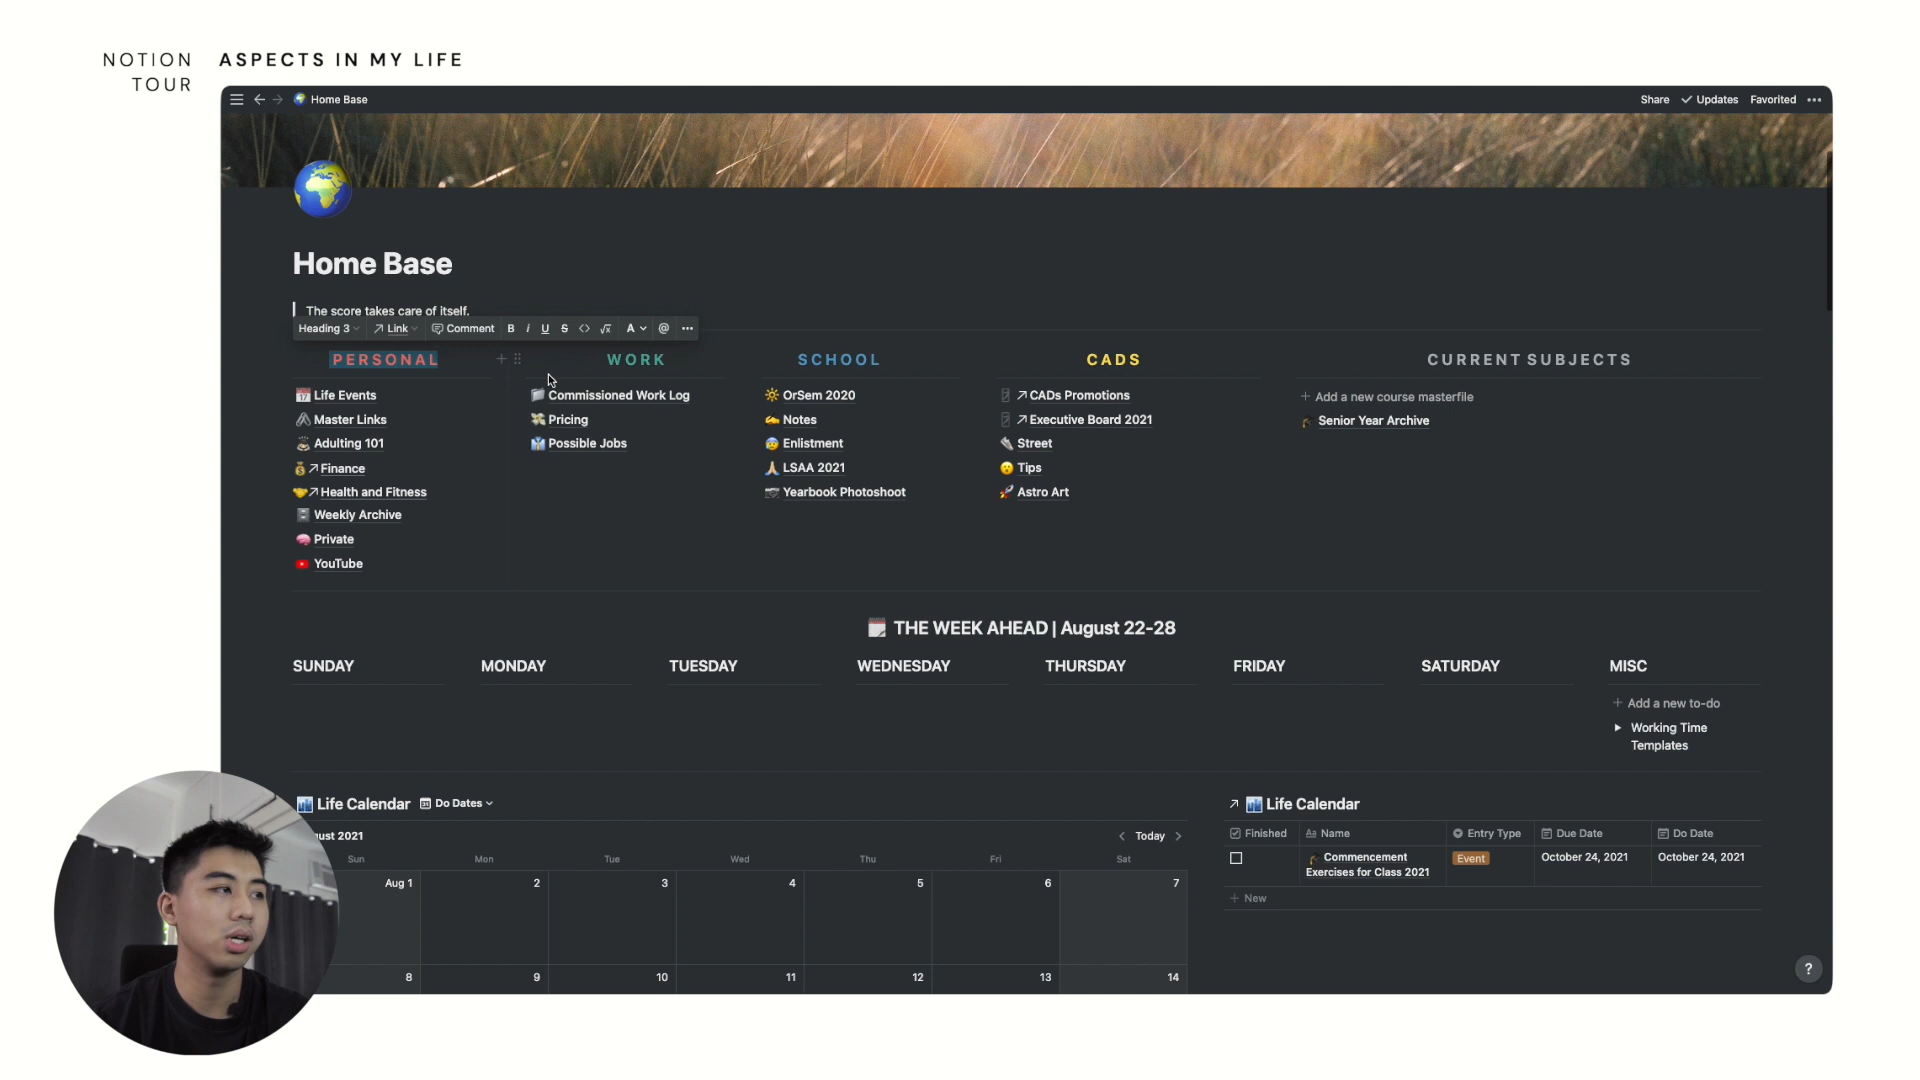 NOTION
TOUR
ASPECTS IN MY LIFE
Home Base
Share
Updates
Favorited
Home Base
The score takes care of itself.
Heading 3
Link
Comment
B
i
U
S
<>
√x
A
@
PERSONAL
Life Events
Master Links
Adulting 101
Finance
Health and Fitness
Weekly Archive
Private
YouTube
WORK
Commissioned Work Log
Pricing
Possible Jobs
SCHOOL
OrSem 2020
Notes
Enlistment
LSAA 2021
Yearbook Photoshoot
CADS
CADs Promotions
Executive Board 2021
Street
Tips
Astro Art
CURRENT SUBJECTS
+ Add a new course masterfile
Senior Year Archive
THE WEEK AHEAD | August 22-28
SUNDAY
MONDAY
TUESDAY
WEDNESDAY
THURSDAY
FRIDAY
SATURDAY
MISC
+ Add a new to-do
Working Time
Templates
Life Calendar
Do Dates
ust 2021
Today
Sun
Mon
Tue
Wed
Thu
Fri
Sat
Aug 1
2
3
4
5
6
7
8
9
10
11
12
13
14
Life Calendar
Finished
Aa Name
Entry Type
Due Date
Do Date
Commencement
Exercises for Class 2021
Event
October 24, 2021
October 24, 2021
+ New
?